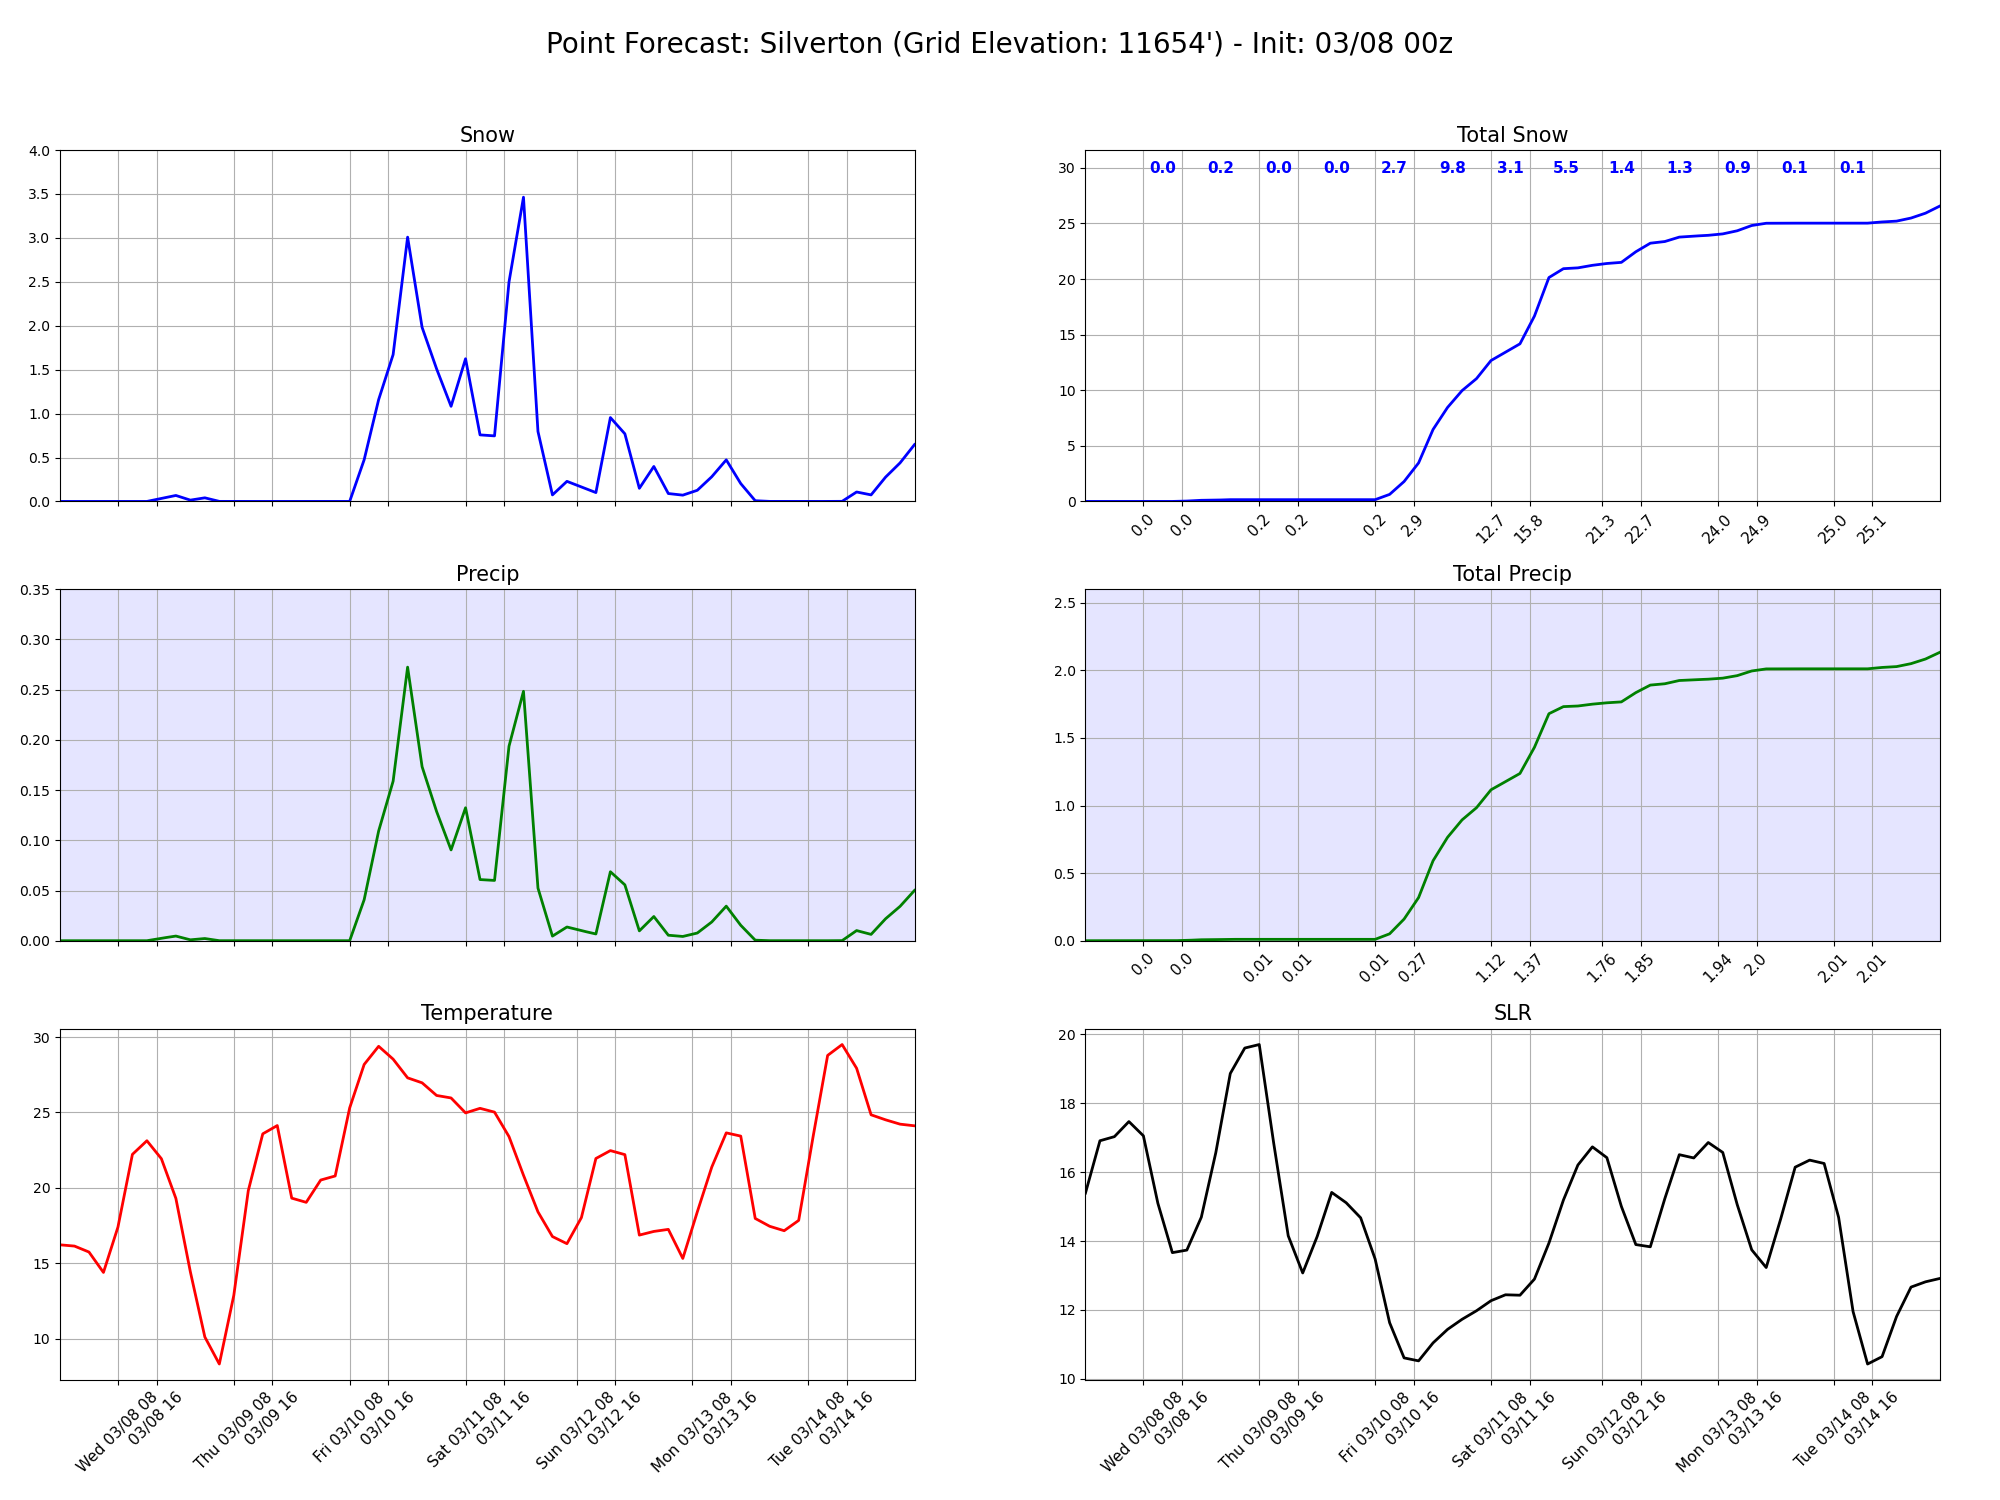 Point Forecast: Silverton (Grid Elevation: 11654') - Init: 03/08 00z
Snow
4.0
3.5
3.0
2.5
2.0
1.5
1.0
0.5
0.0
Total Snow
0.0 0.2 0.0 0.0 2.7 9.8 3.1 5.5 1.4 1.3 0.9 0.1 0.1
30
25
20
15
10
5
0
0.0 0.0 0.2 0.2 0.2 2.9 12.7 15.8 21.3 22.7 24.0 24.9 25.0 25.1
Precip
0.35
0.30
0.25
0.20
0.15
0.10
0.05
0.00
Total Precip
2.5
2.0
1.5
1.0
0.5
0.0
0.0 0.0 0.01 0.01 0.01 0.27 1.12 1.37 1.76 1.85 1.94 2.0 2.01 2.01
Temperature
30
25
20
15
10
Wed 03/08 08
03/08 16
Thu 03/09 08
03/09 16
Fri 03/10 08
03/10 16
Sat 03/11 08
03/11 16
Sun 03/12 08
03/12 16
Mon 03/13 08
03/13 16
Tue 03/14 08
03/14 16
SLR
20
18
16
14
12
10
Wed 03/08 08
03/08 16
Thu 03/09 08
03/09 16
Fri 03/10 08
03/10 16
Sat 03/11 08
03/11 16
Sun 03/12 08
03/12 16
Mon 03/13 08
03/13 16
Tue 03/14 08
03/14 16